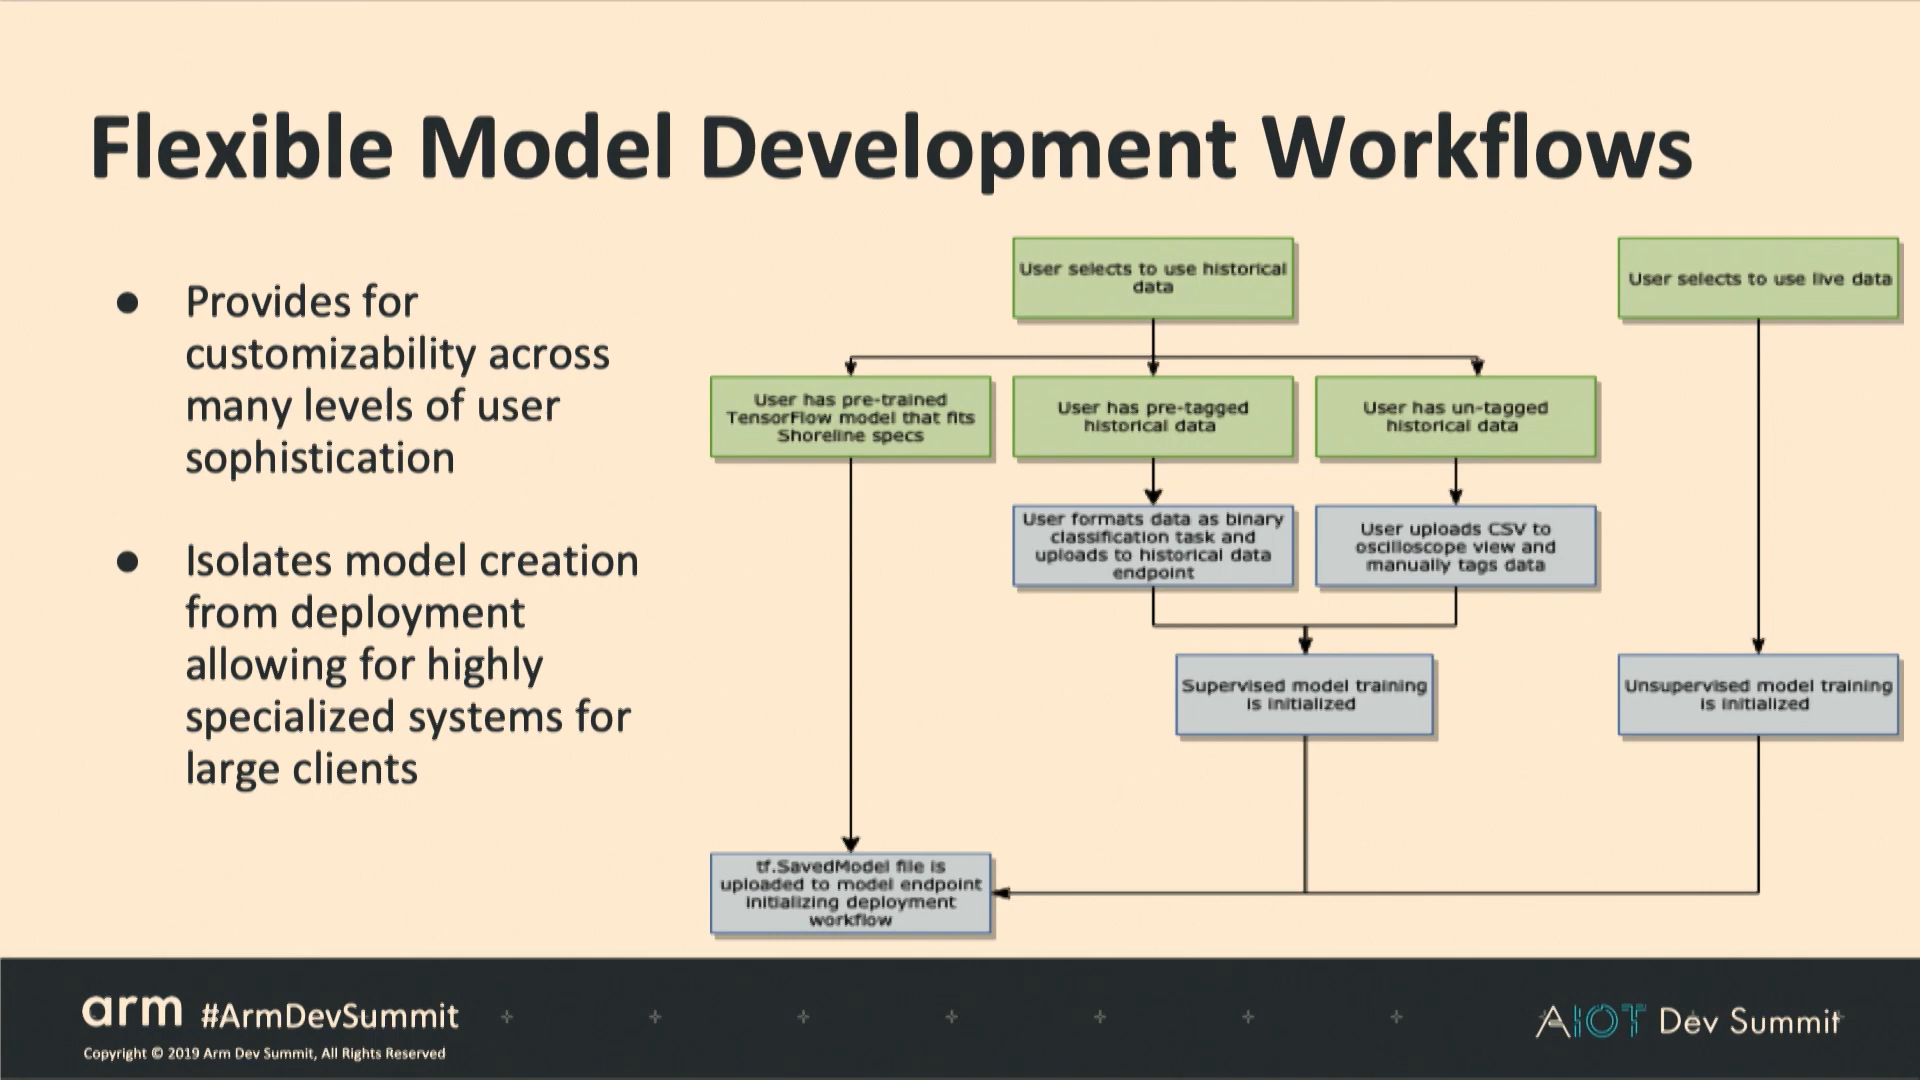 Flexible Model Development Workflows
● Provides for
customizability across
many levels of user
sophistication
● Isolates model creation
from deployment
allowing for highly
specialized systems for
large clients
User selects to use historical
data
User selects to use live data
User has pre-trained
TensorFlow model that fits
Shoreline specs
User has pre-tagged
historical data
User has un-tagged
historical data
User formats data as binary
classification task and
uploads to historical data
endpoint
User uploads CSV to
oscilloscope view and
manually tags data
Supervised model training
is initialized
Unsupervised model training
is initialized
tf.SavedModel file is
uploaded to model endpoint
initializing deployment
workflow
arm #ArmDevSummit
Copyright © 2019 Arm Dev Summit, All Rights Reserved
AIOT Dev Summit